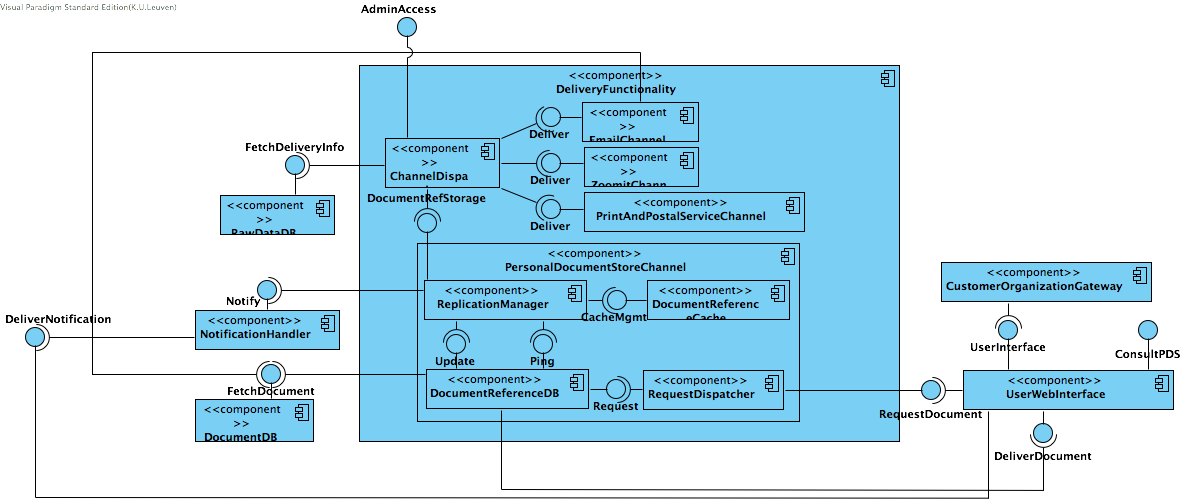 Visual Paradigm Standard Edition(K.U.Leuven)
AdminAccess
<<component>>
DeliveryFunctionality
<<component
>>
EmailChannel
Deliver
<<component
>>
ChannelDispa
FetchDeliveryInfo
<<component
>>
ZoomitChann
Deliver
DocumentRefStorage
<<component
>>
RawDataDB
<<component>>
PrintAndPostalServiceChannel
Deliver
<<component>>
PersonalDocumentStoreChannel
<<component>>
CustomerOrganizationGateway
<<component>>
ReplicationManager
<<component>>
DocumentReferenc
eCache
CacheMgmt
Notify
DeliverNotification
<<component>>
NotificationHandler
UserInterface
ConsultPDS
Update
Ping
<<component>>
DocumentReferenceDB
<<component>>
RequestDispatcher
Request
<<component>>
UserWebInterface
FetchDocument
RequestDocument
<<component
>>
DocumentDB
DeliverDocument